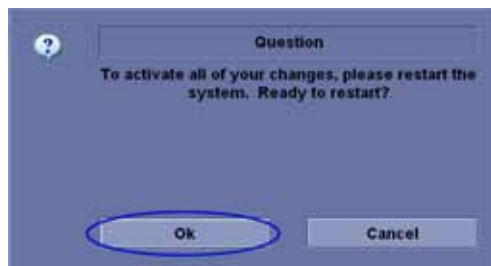 Question
To activate all of your changes, please restart the
system. Ready to restart?
Ok
Cancel